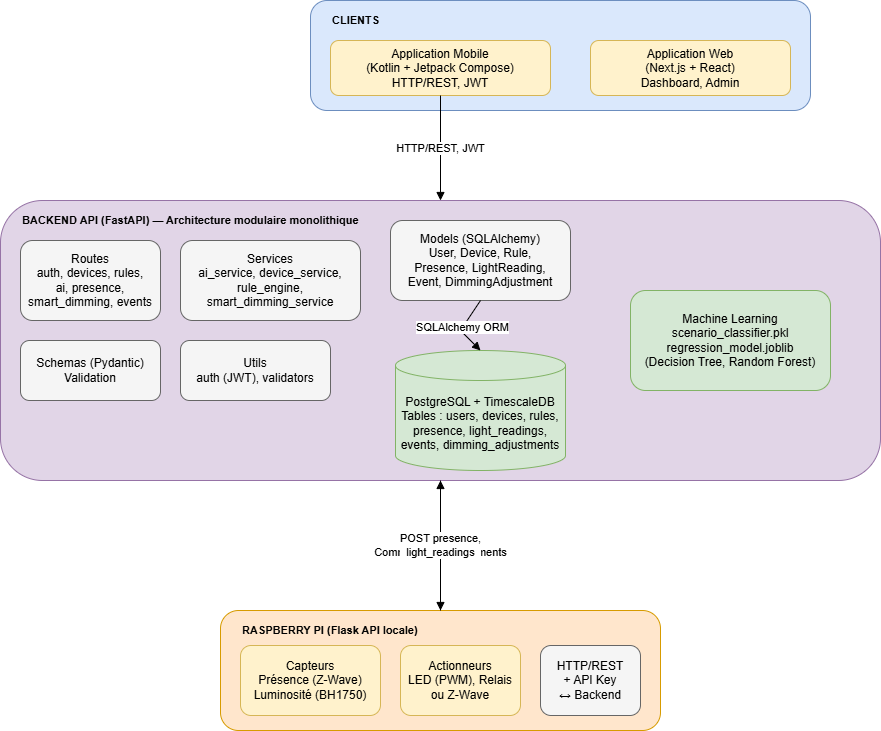 CLIENTS
Application Mobile
(Kotlin + Jetpack Compose)
HTTP/REST, JWT
Application Web
(Next.js + React)
Dashboard, Admin
HTTP/REST, JWT
BACKEND API (FastAPI) — Architecture modulaire monolithique
Routes
auth, devices, rules,
ai, presence,
smart_dimming, events
Services
ai_service, device_service,
rule_engine,
smart_dimming_service
Models (SQLAlchemy)
User, Device, Rule,
Presence, LightReading,
Event, DimmingAdjustment
Schemas (Pydantic)
Validation
Utils
auth (JWT), validators
SQLAlchemy ORM
PostgreSQL + TimescaleDB
Tables : users, devices, rules,
presence, light_readings,
events, dimming_adjustments
Machine Learning
scenario_classifier.pkl
regression_model.joblib
(Decision Tree, Random Forest)
POST presence,
light_readings
RASPBERRY PI (Flask API locale)
Capteurs
Présence (Z-Wave)
Luminosité (BH1750)
Actionneurs
LED (PWM), Relais
ou Z-Wave
HTTP/REST
+ API Key
↔ Backend